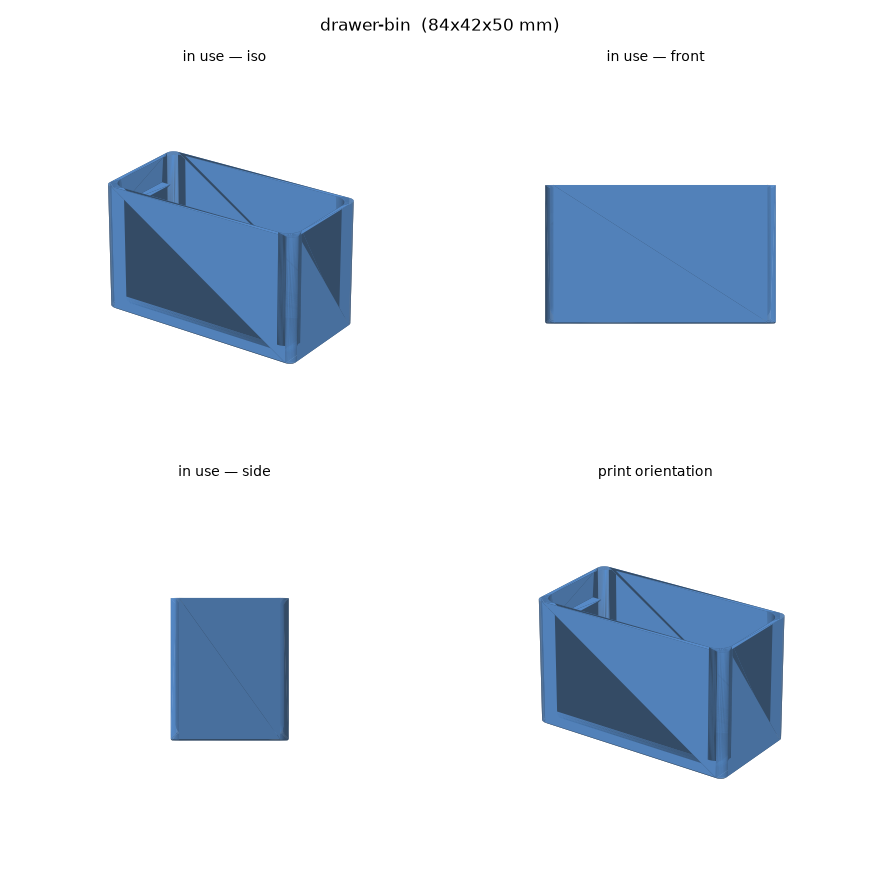 drawer-bin (84x42x50 mm)
in use — iso
in use — front
in use — side
print orientation